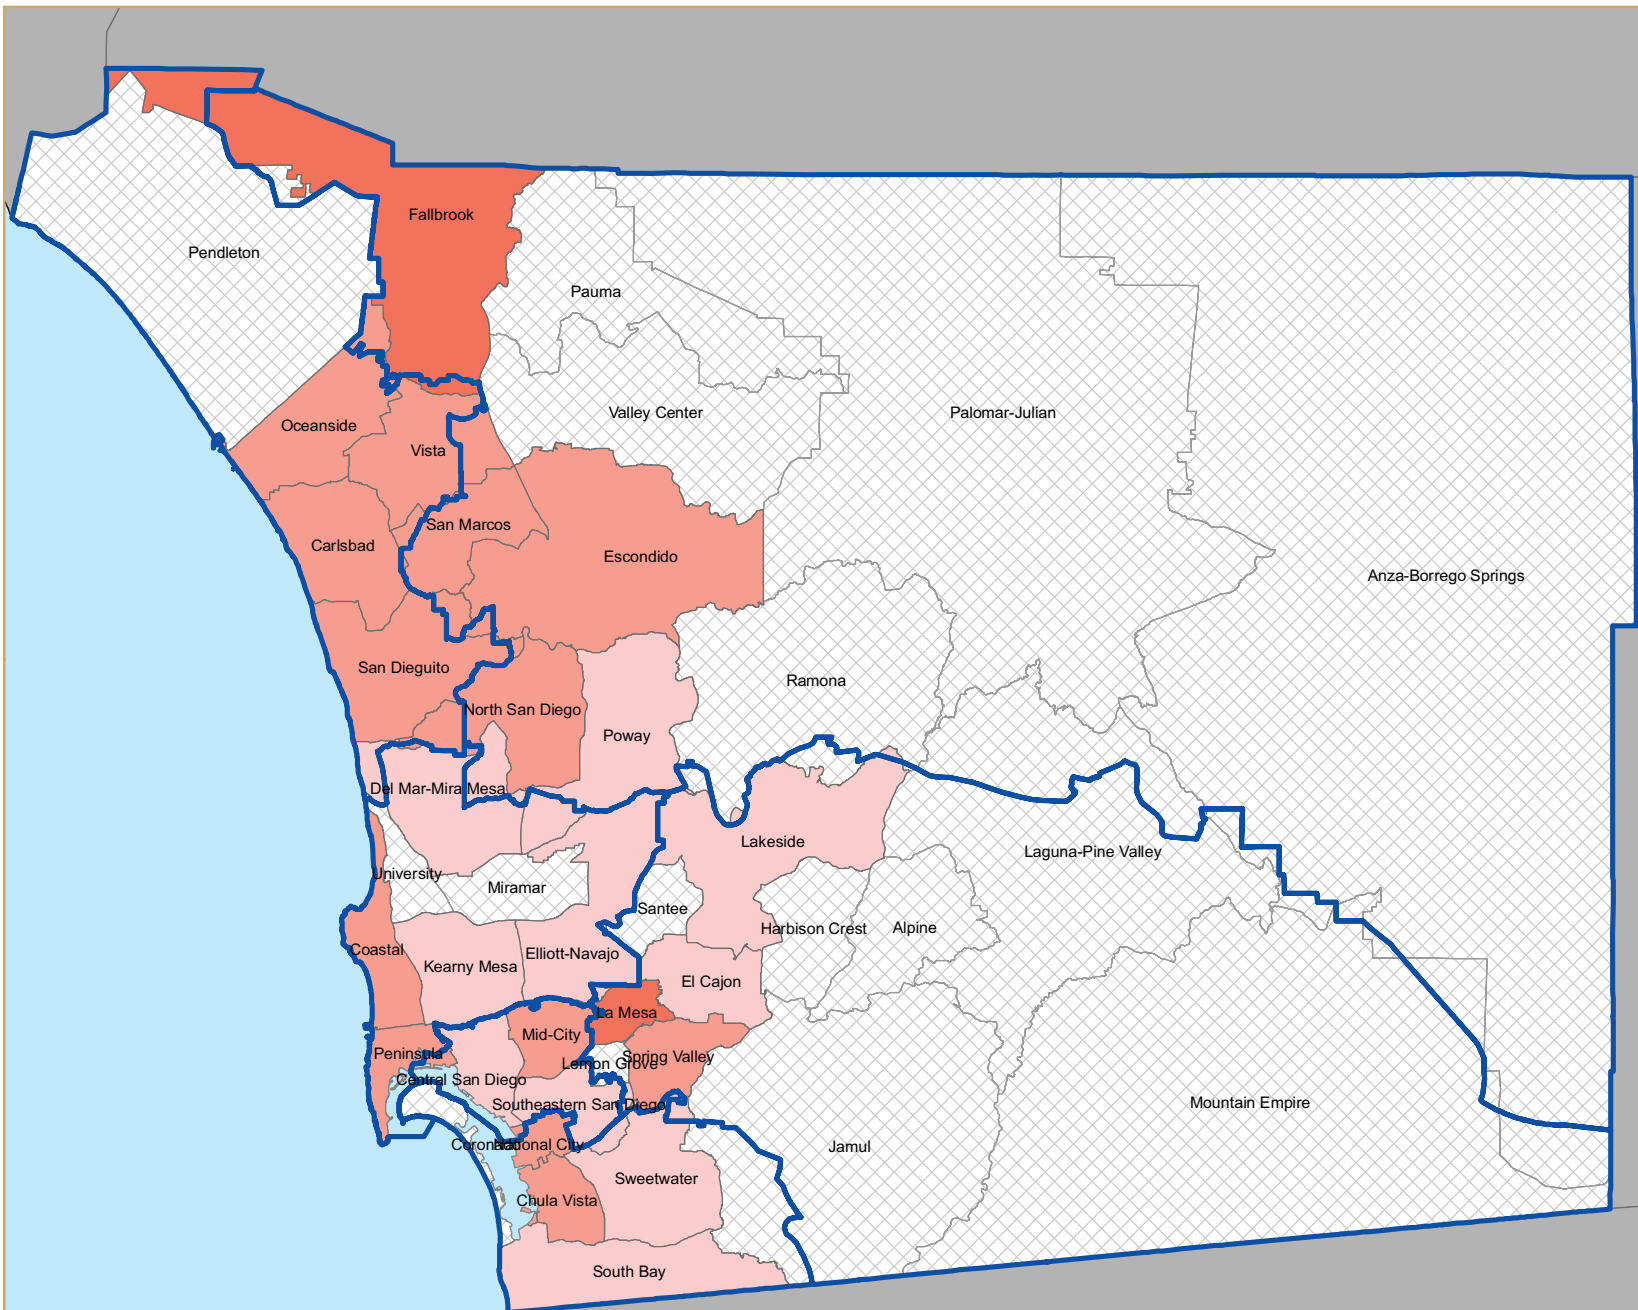 Fallbrook
Pendleton
Pauma
Oceanside
Valley Center
Palomar-Julian
Vista
San Marcos
Carlsbad
Escondido
Anza-Borrego Springs
San Dieguito
Ramona
North San Diego
Poway
Del Mar-Mira Mesa
Lakeside
Laguna-Pine Valley
University
Miramar
Santee
Harbison Crest
Alpine
Coastal
Elliott-Navajo
Kearny Mesa
El Cajon
La Mesa
Mid-City
Peninsula
Lemon Grove
Spring Valley
Central San Diego
Southeastern San Diego
Mountain Empire
Coronado
National City
Jamul
Sweetwater
Chula Vista
South Bay